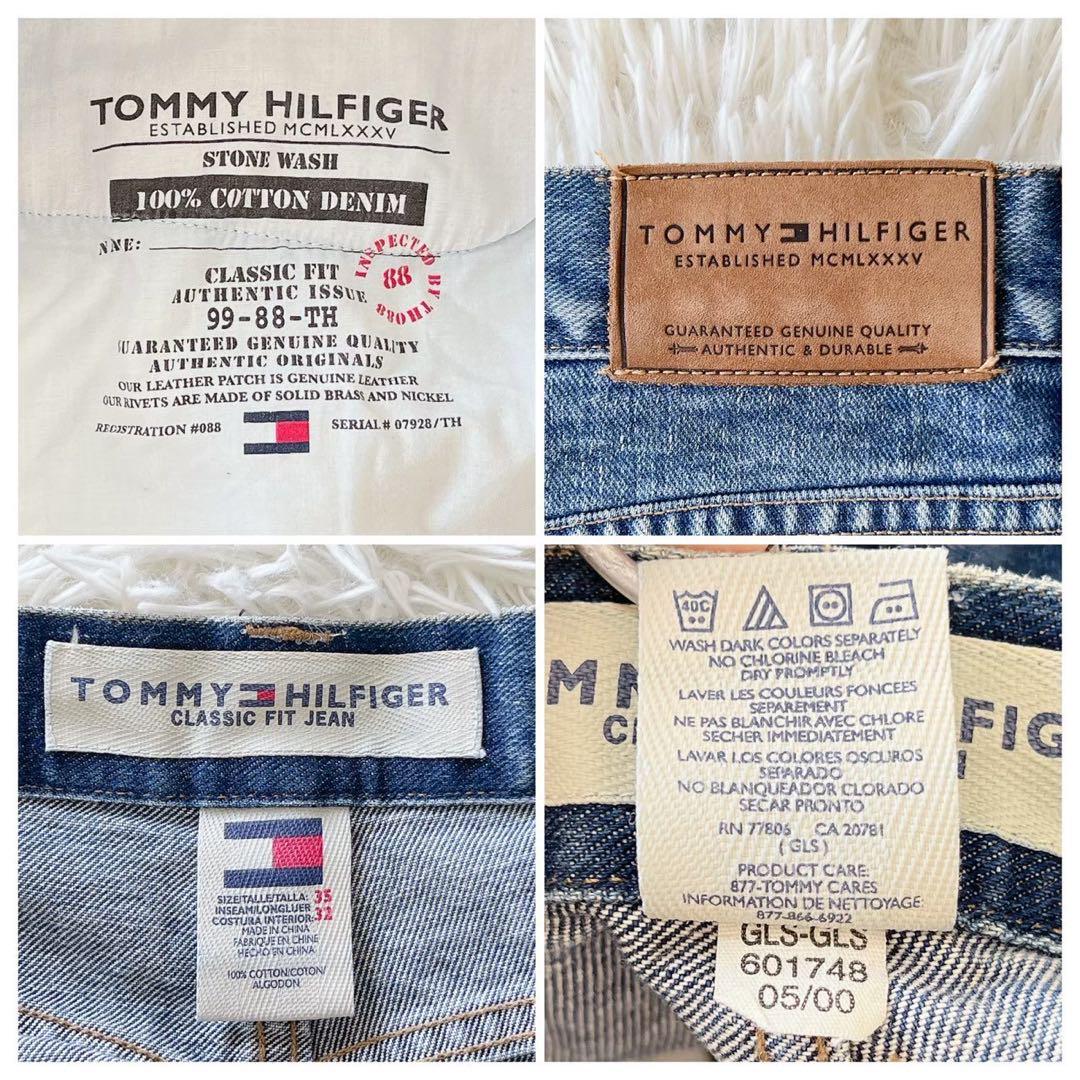 TOMMY HILFIGER
ESTABLISHED MCMLXXXV
STONE WASH
100% COTTON DENIM
INSPECTED BY TH088
88
CLASSIC FIT
AUTHENTIC ISSUE
99-88-TH
UARANTEED GENUINE QUALITY
AUTHENTIC ORIGINALS
OUR LEATHER PATCH IS GENUINE LEATHER
OUR RIVETS ARE MADE OF SOLID BRASS AND NICKEL
REGISTRATION #088 SERIAL# 07928/TH
TOMMY HILFIGER
ESTABLISHED MCMLXXXV
GUARANTEED GENUINE QUALITY
AUTHENTIC & DURABLE
TOMMY HILFIGER
CLASSIC FIT JEAN
SIZE/TALLE/TALLA: 35
INSEAM/LONGUER
COSTURA INTERIOR: 32
MADE IN CHINA
FABRIQUE EN CHINE
HECHO EN CHINA
100% COTTON/COTON/
ALGODON
40C
WASH DARK COLORS SEPARATELY
NO CHLORINE BLEACH
DRY PROMPTLY
LAVER LES COULEURS FONCEES
SEPAREMENT
NE PAS BLANCHIR AVEC CHLORE
SECHER IMMEDIATEMENT
LAVAR LOS COLORES OSCUROS
SEPARADO
NO BLANQUEADOR CLORADO
SECAR PRONTO
RN 77806 CA 20781
(GLS)
PRODUCT CARE:
877-TOMMY CARES
INFORMATION DE NETTOYAGE:
877-866-6922
GLS-GLS
601748
05/00